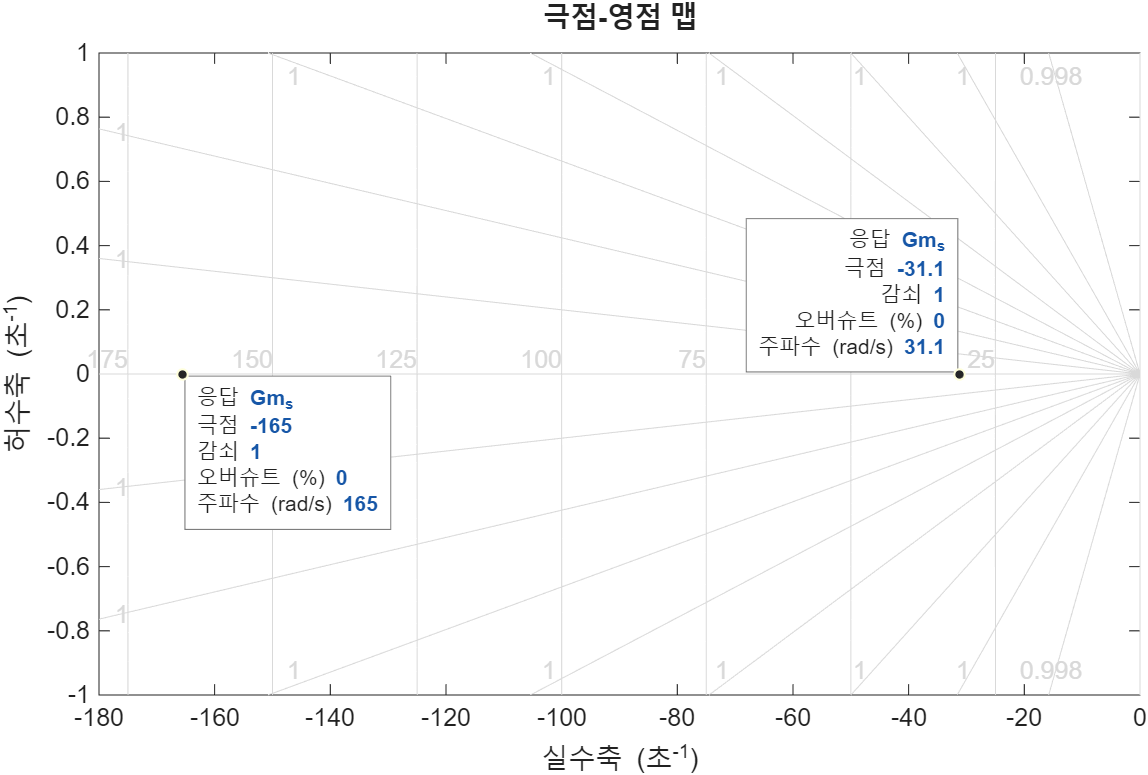 극점-영점 맵
1
0.8
0.6
0.4
0.2
0
-0.2
-0.4
-0.6
-0.8
-1
허수축 (초⁻¹)
1 1 1 1 1 0.998
1
1
175 150 125 100 75 25
1
1
1 1 1 1 1 0.998
응답 Gmₛ
극점 -31.1
감쇠 1
오버슈트 (%) 0
주파수 (rad/s) 31.1
응답 Gmₛ
극점 -165
감쇠 1
오버슈트 (%) 0
주파수 (rad/s) 165
-180 -160 -140 -120 -100 -80 -60 -40 -20 0
실수축 (초⁻¹)